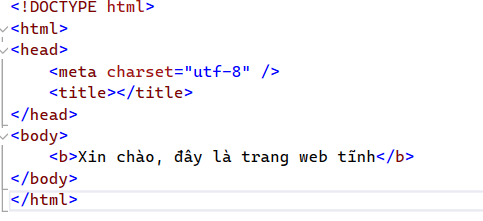 <!DOCTYPE html>
<html>
<head>
    <meta charset="utf-8" />
    <title></title>
</head>
<body>
    <b>Xin chào, đây là trang web tĩnh</b>
</body>
</html>